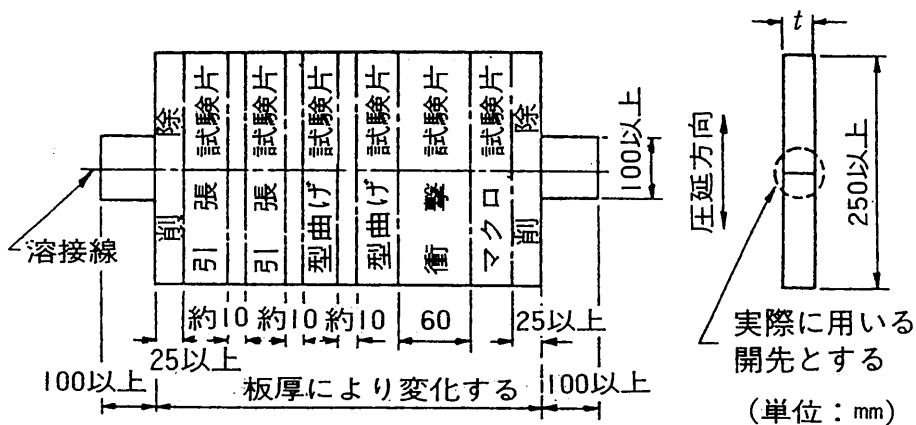 t
削除
引張試験片
引張試験片
型曲げ試験片
型曲げ試験片
衝撃試験片
マクロ試験片
削除
100以上
圧延方向
250以上
溶接線
約10
約10
約10
60
25以上
25以上
100以上
板厚により変化する
100以上
実際に用いる
開先とする
(単位:mm)